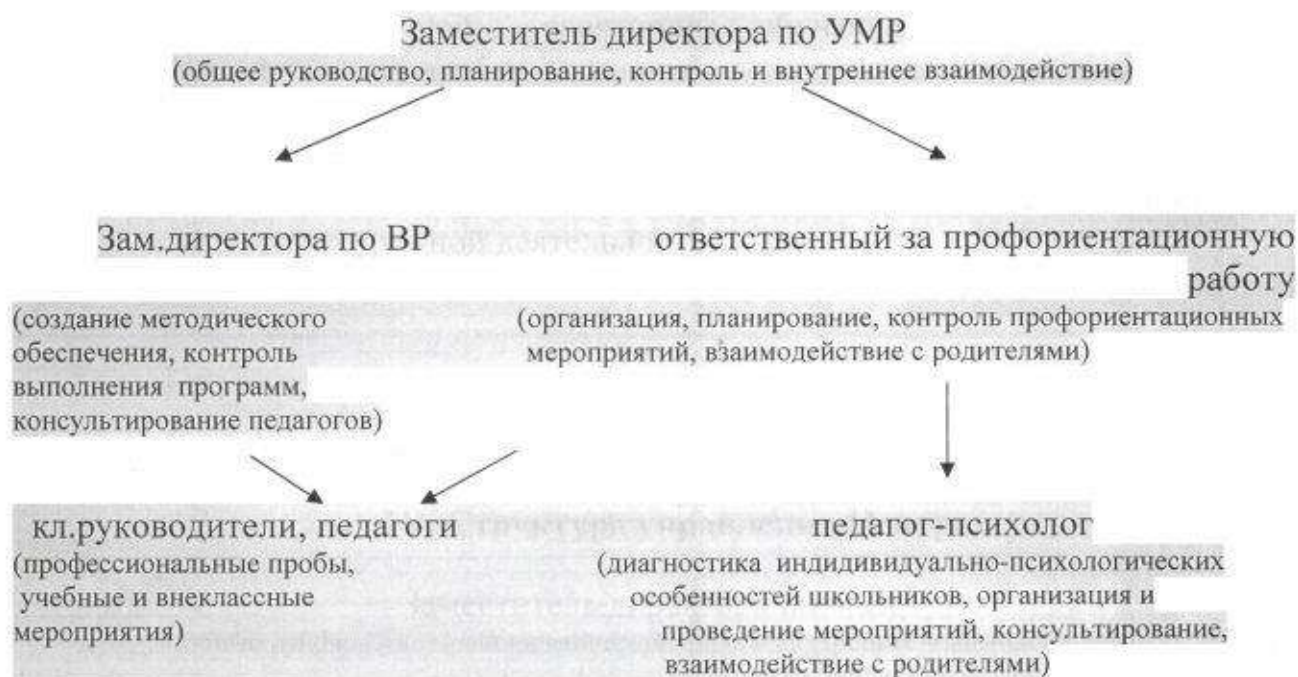 Заместитель директора по УМР
(общее руководство, планирование, контроль и внутреннее взаимодействие)
Зам.директора по ВР
ответственный за профориентационную
работу
(создание методического
обеспечения, контроль
выполнения программ,
консультирование педагогов)
(организация, планирование, контроль профориентационных
мероприятий, взаимодействие с родителями)
кл.руководители, педагоги
(профессиональные пробы,
учебные и внеклассные
мероприятия)
педагог-психолог
(диагностика индидивидуально-психологических
особенностей школьников, организация и
проведение мероприятий, консультирование,
взаимодействие с родителями)